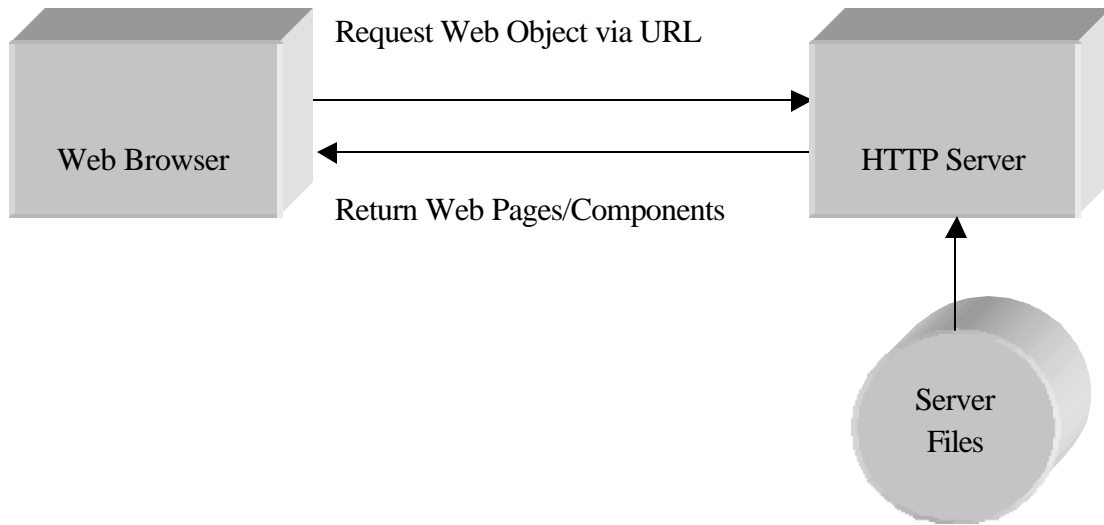 Request Web Object via URL
Web Browser
HTTP Server
Return Web Pages/Components
Server
Files